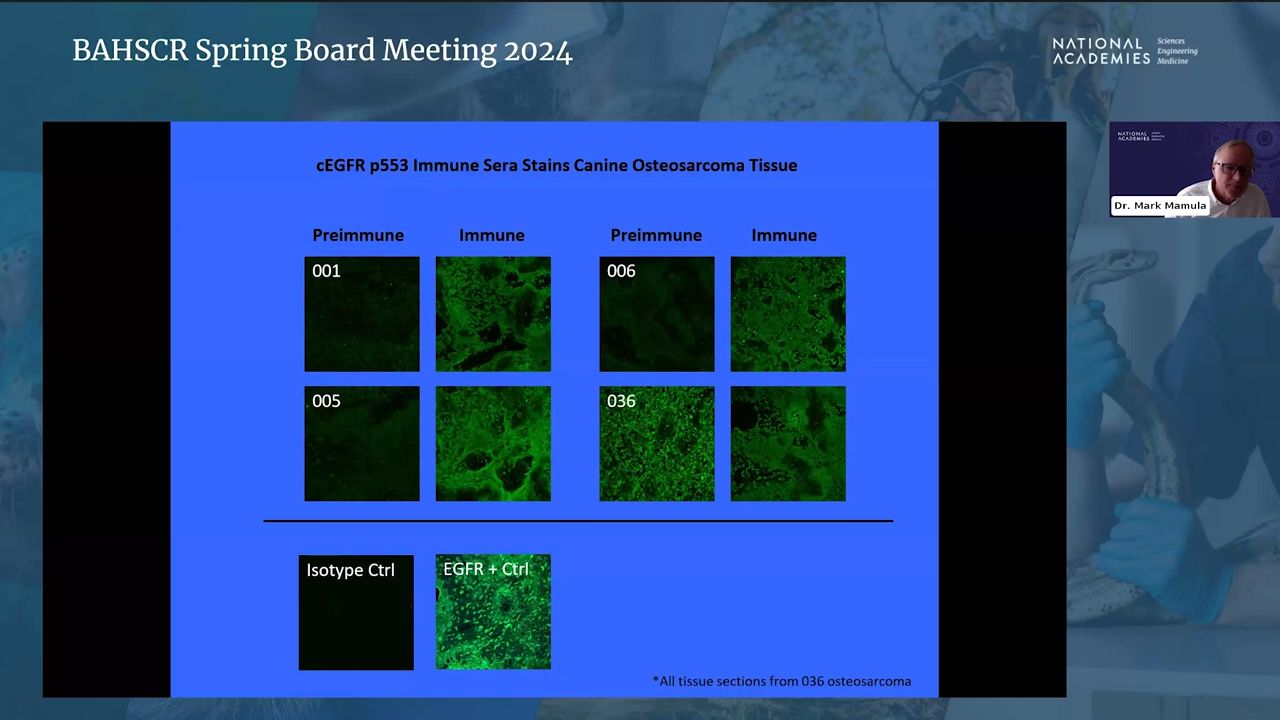 BAHSCR Spring Board Meeting 2024
NATIONAL ACADEMIES
Sciences
Engineering
Medicine
cEGFR p553 Immune Sera Stains Canine Osteosarcoma Tissue
Preimmune Immune Preimmune Immune
001 006
005 036
Isotype Ctrl EGFR + Ctrl
*All tissue sections from 036 osteosarcoma
NATIONAL
ACADEMIES
Dr. Mark Mamula